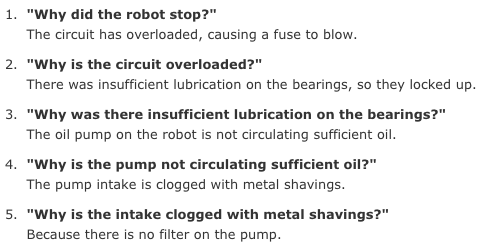 1. "Why did the robot stop?"
The circuit has overloaded, causing a fuse to blow.
2. "Why is the circuit overloaded?"
There was insufficient lubrication on the bearings, so they locked up.
3. "Why was there insufficient lubrication on the bearings?"
The oil pump on the robot is not circulating sufficient oil.
4. "Why is the pump not circulating sufficient oil?"
The pump intake is clogged with metal shavings.
5. "Why is the intake clogged with metal shavings?"
Because there is no filter on the pump.